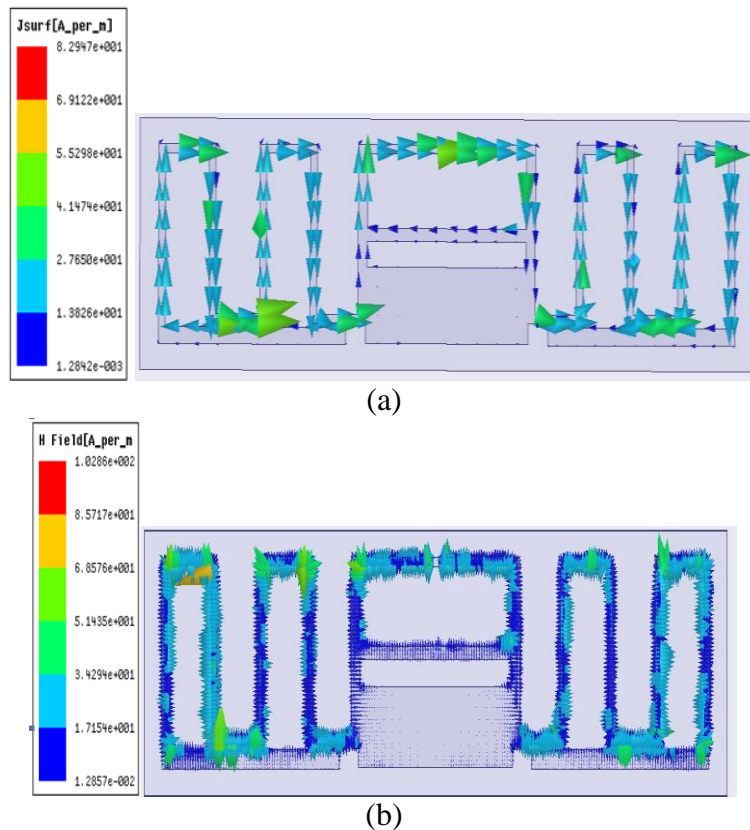 Jsurf[A_per_m]
8.2947e+001
6.9122e+001
5.5298e+001
4.1474e+001
2.7650e+001
1.3826e+001
1.2842e-003
(a)
H Field[A_per_m
1.0286e+002
8.5717e+001
6.8576e+001
5.1435e+001
3.4294e+001
1.7154e+001
1.2857e-002
(b)